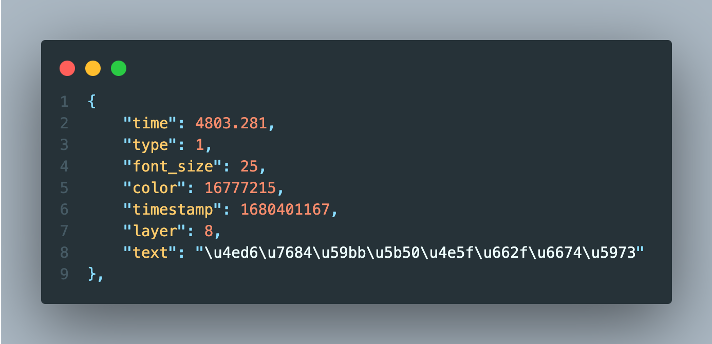 1 {
2 "time": 4803.281,
3 "type": 1,
4 "font_size": 25,
5 "color": 16777215,
6 "timestamp": 1680401167,
7 "layer": 8,
8 "text": "\u4ed6\u7684\u59bb\u5b50\u4e5f\u662f\u6674\u5973"
9 },